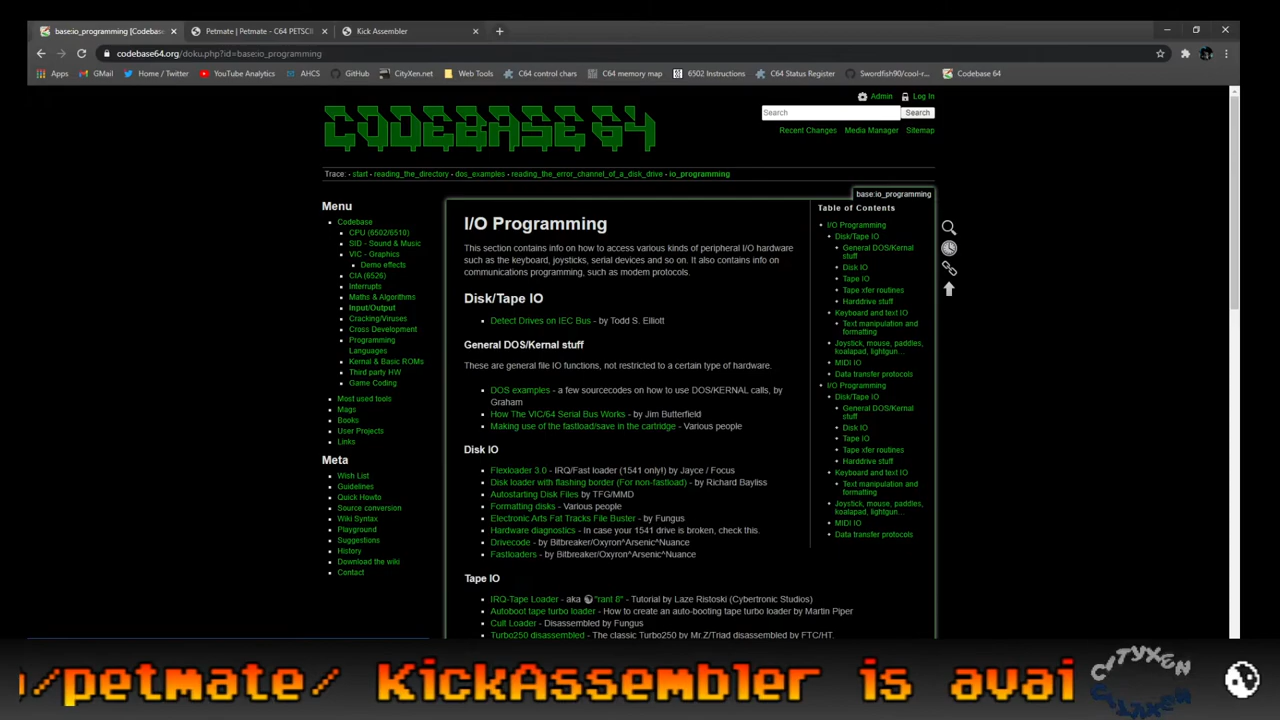 base:io_programming [Codebase
Petmate | Petmate - C64 PETSCI
Kick Assembler
codebase64.org/doku.php?id=base:io_programming
Apps
GMail
Home / Twitter
YouTube Analytics
AHCS
GitHub
CityXen.net
Web Tools
C64 control chars
C64 memory map
6502 Instructions
C64 Status Register
Swordfish90/cool-r...
Codebase 64
Admin
Log In
CODEBASE 64
Search
Search
Recent Changes
Media Manager
Sitemap
Trace: • start • reading_the_directory • dos_examples • reading_the_error_channel_of_a_disk_drive • io_programming
base:io_programming
Menu
Codebase
CPU (6502/6510)
SID - Sound & Music
VIC - Graphics
Demo effects
CIA (6526)
Interrupts
Maths & Algorithms
Input/Output
Cracking/Viruses
Cross Development
Programming
Languages
Kernal & Basic ROMs
Third party HW
Game Coding
Most used tools
Mags
Books
User Projects
Links
Meta
Wish List
Guidelines
Quick Howto
Source conversion
Wiki Syntax
Playground
Suggestions
History
Download the wiki
Contact
I/O Programming
This section contains info on how to access various kinds of peripheral I/O hardware
such as the keyboard, joysticks, serial devices and so on. It also contains info on
communications programming, such as modem protocols.
Disk/Tape IO
Detect Drives on IEC Bus - by Todd S. Elliott
General DOS/Kernal stuff
These are general file IO functions, not restricted to a certain type of hardware.
DOS examples - a few sourcecodes on how to use DOS/KERNAL calls, by
Graham
How The VIC/64 Serial Bus Works - by Jim Butterfield
Making use of the fastload/save in the cartridge - Various people
Disk IO
Flexloader 3.0 - IRQ/Fast loader (1541 only!) by Jayce / Focus
Disk loader with flashing border (For non-fastload) - by Richard Bayliss
Autostarting Disk Files by TFG/MMD
Formatting disks - Various people
Electronic Arts Fat Tracks File Buster - by Fungus
Hardware diagnostics - in case your 1541 drive is broken, check this.
Drivecode - by Bitbreaker/Oxyron^Arsenic^Nuance
Fastloaders - by Bitbreaker/Oxyron^Arsenic^Nuance
Tape IO
IRQ-Tape Loader - aka "rant 8" - Tutorial by Laze Ristoski (Cybertronic Studios)
Autoboot tape turbo loader - How to create an auto-booting tape turbo loader by Martin Piper
Cult Loader - Disassembled by Fungus
Turbo250 disassembled - The classic Turbo250 by Mr.Z/Triad disassembled by FTC/HT.
Table of Contents
I/O Programming
Disk/Tape IO
General DOS/Kernal
stuff
Disk IO
Tape IO
Tape xfer routines
Harddrive stuff
Keyboard and text IO
Text manipulation and
formatting
Joystick, mouse, paddles,
koalapad, lightgun...
MIDI IO
Data transfer protocols
I/O Programming
Disk/Tape IO
General DOS/Kernal
stuff
Disk IO
Tape IO
Tape xfer routines
Harddrive stuff
Keyboard and text IO
Text manipulation and
formatting
Joystick, mouse, paddles,
koalapad, lightgun...
MIDI IO
Data transfer protocols
/petmate/ KickAssembler is avai
CITYXEN
CITYXEN